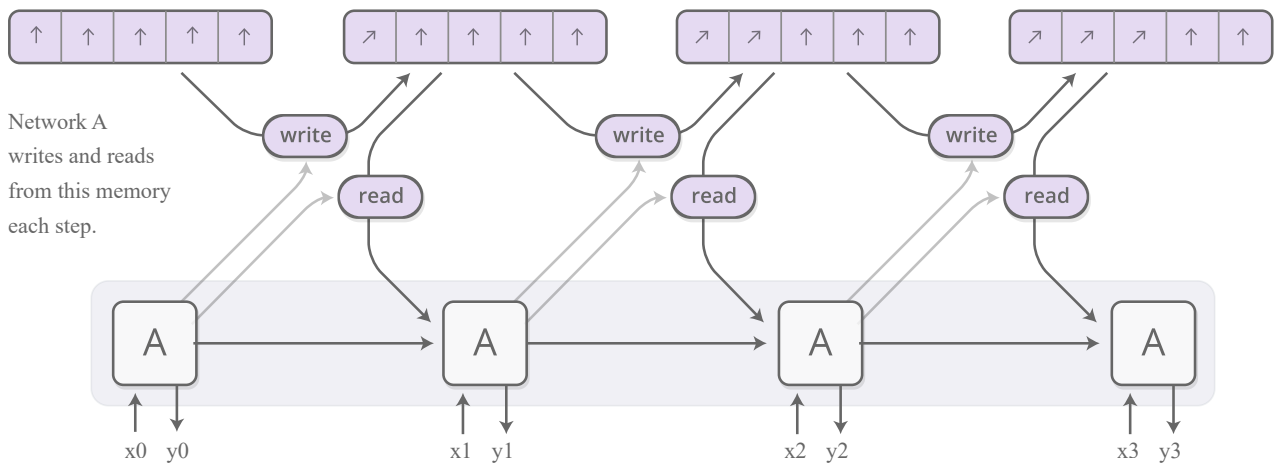 write
write
write
Network A
writes and reads
from this memory
each step.
read
read
read
A
A
A
A
x0 y0
x1 y1
x2 y2
x3 y3